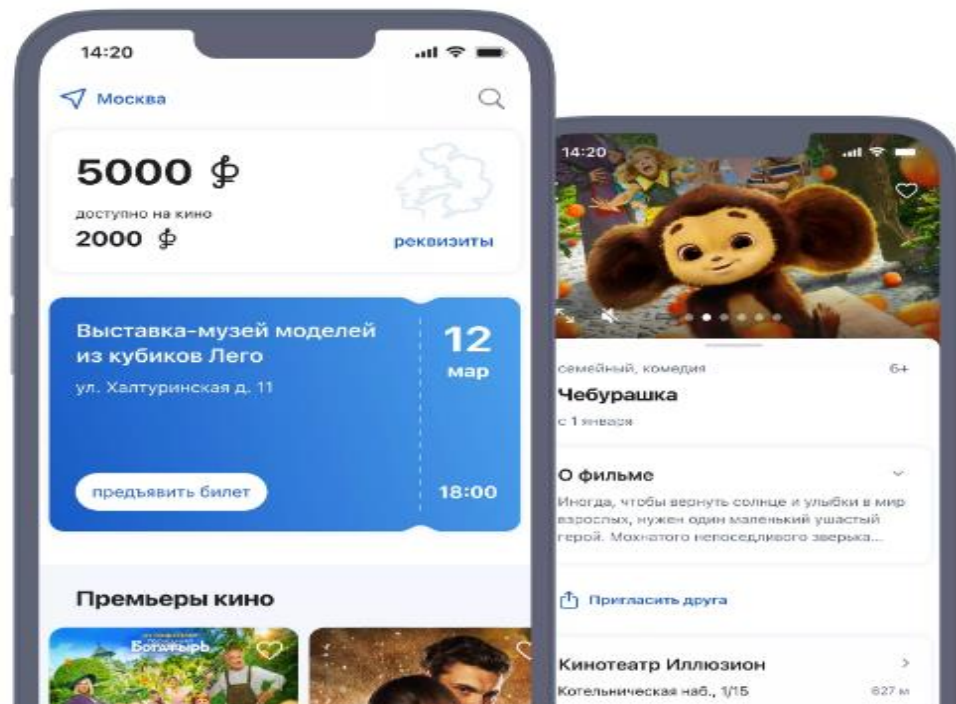 14:20
Москва
5000
доступно на кино
2000
реквизиты
Выставка-музей моделей
из кубиков Лего
ул. Халтуринская д. 11
12
мар
предъявить билет
18:00
Премьеры кино
Богатырь
14:20
семейный, комедия
6+
Чебурашка
с 1 января
О фильме
Иногда, чтобы вернуть солнце и улыбки в мир
взрослых, нужен один маленький ушастый
герой. Мохнатого непоседливого зверька...
Пригласить друга
Кинотеатр Иллюзион
Котельническая наб., 1/15
627 м